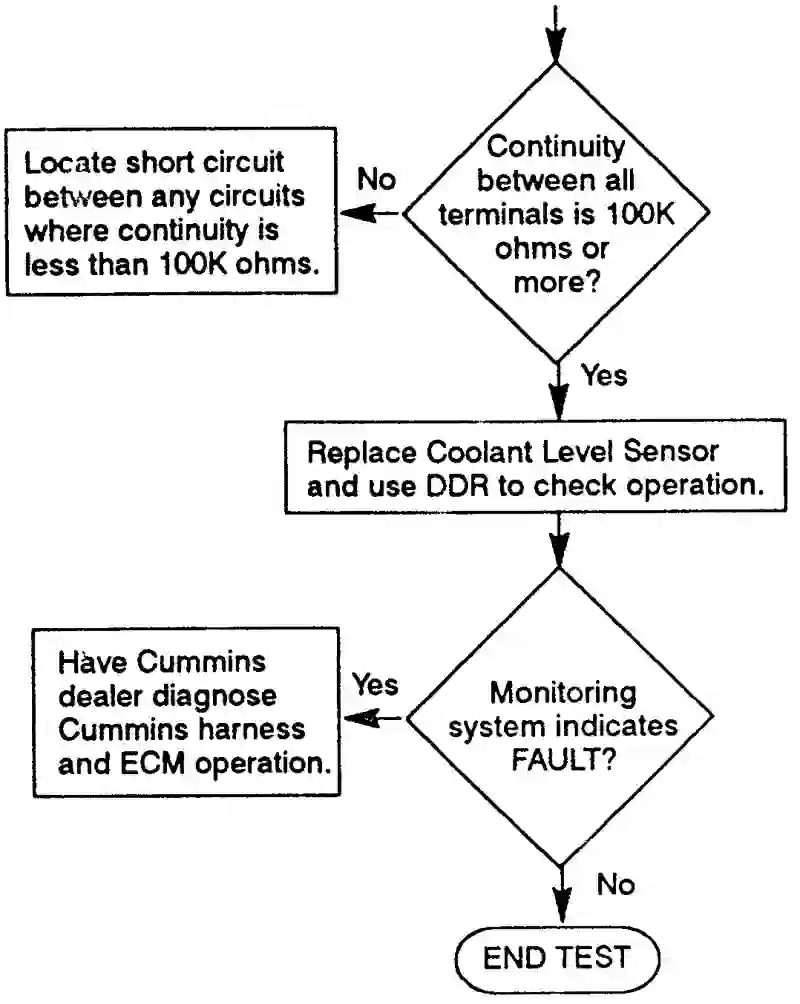 Continuity
between all
terminals is 100K
ohms or
more?
No
Locate short circuit
between any circuits
where continuity is
less than 100K ohms.
Yes
Replace Coolant Level Sensor
and use DDR to check operation.
Monitoring
system indicates
FAULT?
Yes
Have Cummins
dealer diagnose
Cummins harness
and ECM operation.
No
END TEST